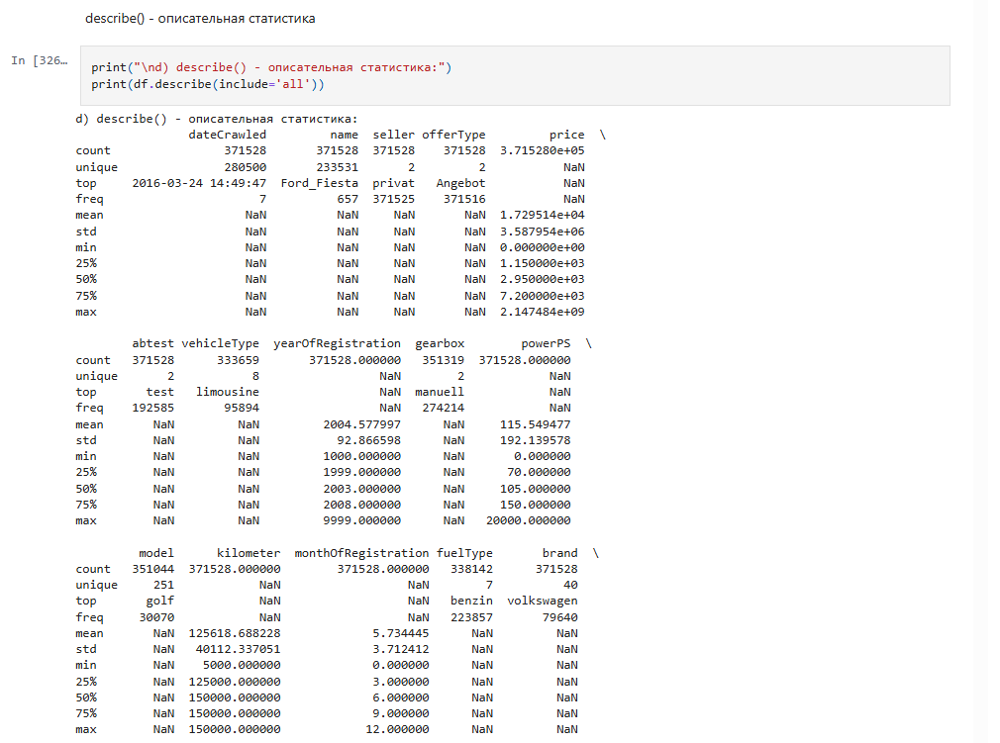 describe() - описательная статистика
In [326…
print("\nd) describe() - описательная статистика:")
print(df.describe(include='all'))
d) describe() - описательная статистика:
                dateCrawled         name  seller offerType         price  \
count                371528       371528  371528    371528  3.715280e+05
unique               280500       233531       2         2           NaN
top     2016-03-24 14:49:47  Ford_Fiesta  privat   Angebot           NaN
freq                      7          657  371525    371516           NaN
mean                    NaN          NaN     NaN       NaN  1.729514e+04
std                     NaN          NaN     NaN       NaN  3.587954e+06
min                     NaN          NaN     NaN       NaN  0.000000e+00
25%                     NaN          NaN     NaN       NaN  1.150000e+03
50%                     NaN          NaN     NaN       NaN  2.950000e+03
75%                     NaN          NaN     NaN       NaN  7.200000e+03
max                     NaN          NaN     NaN       NaN  2.147484e+09
        abtest vehicleType  yearOfRegistration  gearbox        powerPS  \
count   371528      333659       371528.000000   351319  371528.000000
unique       2           8                 NaN        2            NaN
top       test   limousine                 NaN  manuell            NaN
freq    192585       95894                 NaN   274214            NaN
mean       NaN         NaN         2004.577997      NaN     115.549477
std        NaN         NaN           92.866598      NaN     192.139578
min        NaN         NaN         1000.000000      NaN       0.000000
25%        NaN         NaN         1999.000000      NaN      70.000000
50%        NaN         NaN         2003.000000      NaN     105.000000
75%        NaN         NaN         2008.000000      NaN     150.000000
max        NaN         NaN         9999.000000      NaN   20000.000000
         model      kilometer  monthOfRegistration fuelType       brand  \
count   351044  371528.000000        371528.000000   338142      371528
unique     251            NaN                  NaN        7          40
top       golf            NaN                  NaN   benzin  volkswagen
freq     30070            NaN                  NaN   223857       79640
mean       NaN  125618.688228             5.734445      NaN         NaN
std        NaN   40112.337051             3.712412      NaN         NaN
min        NaN    5000.000000             0.000000      NaN         NaN
25%        NaN  125000.000000             3.000000      NaN         NaN
50%        NaN  150000.000000             6.000000      NaN         NaN
75%        NaN  150000.000000             9.000000      NaN         NaN
max        NaN  150000.000000            12.000000      NaN         NaN